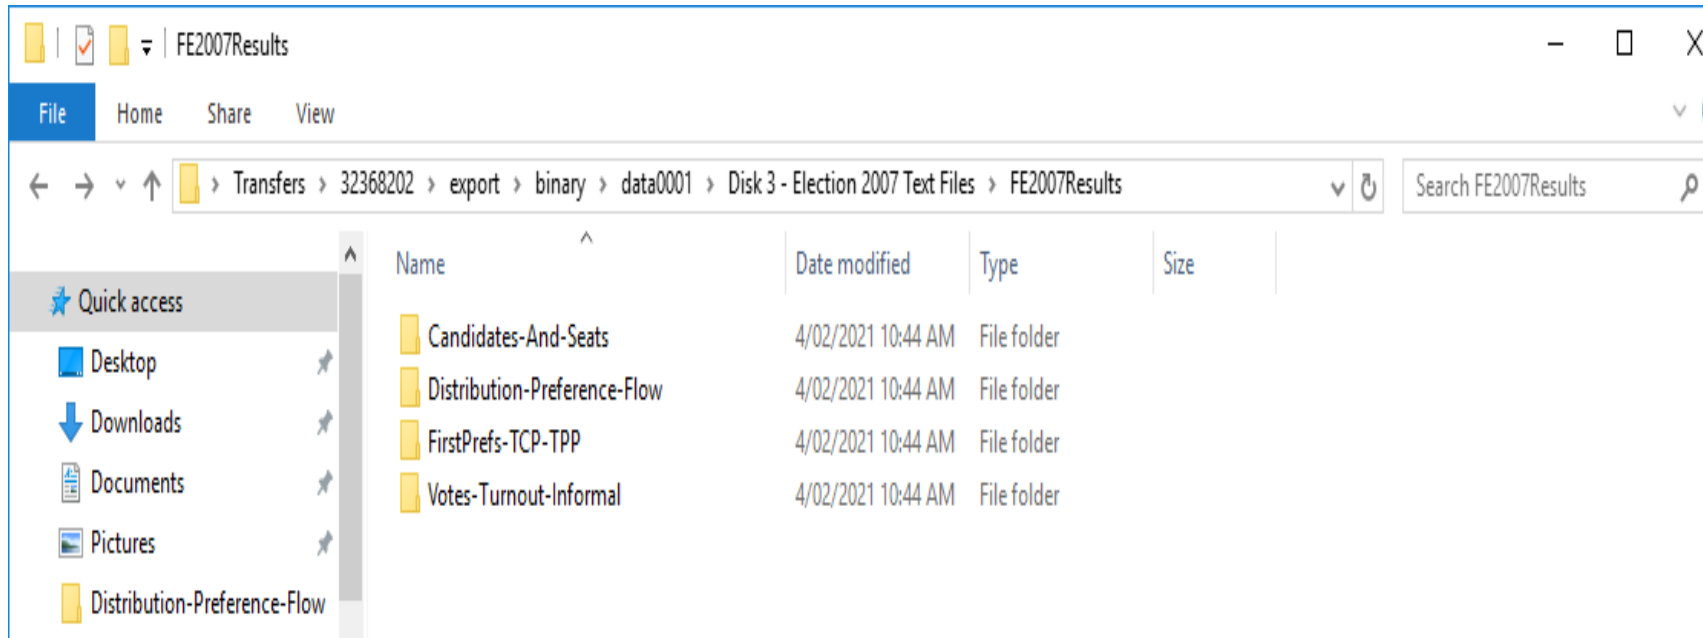 FE2007Results
File Home Share View
Transfers > 32368202 > export > binary > data0001 > Disk 3 - Election 2007 Text Files > FE2007Results
Search FE2007Results
Name Date modified Type Size
Quick access
Desktop
Downloads
Documents
Pictures
Distribution-Preference-Flow
Candidates-And-Seats 4/02/2021 10:44 AM File folder
Distribution-Preference-Flow 4/02/2021 10:44 AM File folder
FirstPrefs-TCP-TPP 4/02/2021 10:44 AM File folder
Votes-Turnout-Informal 4/02/2021 10:44 AM File folder